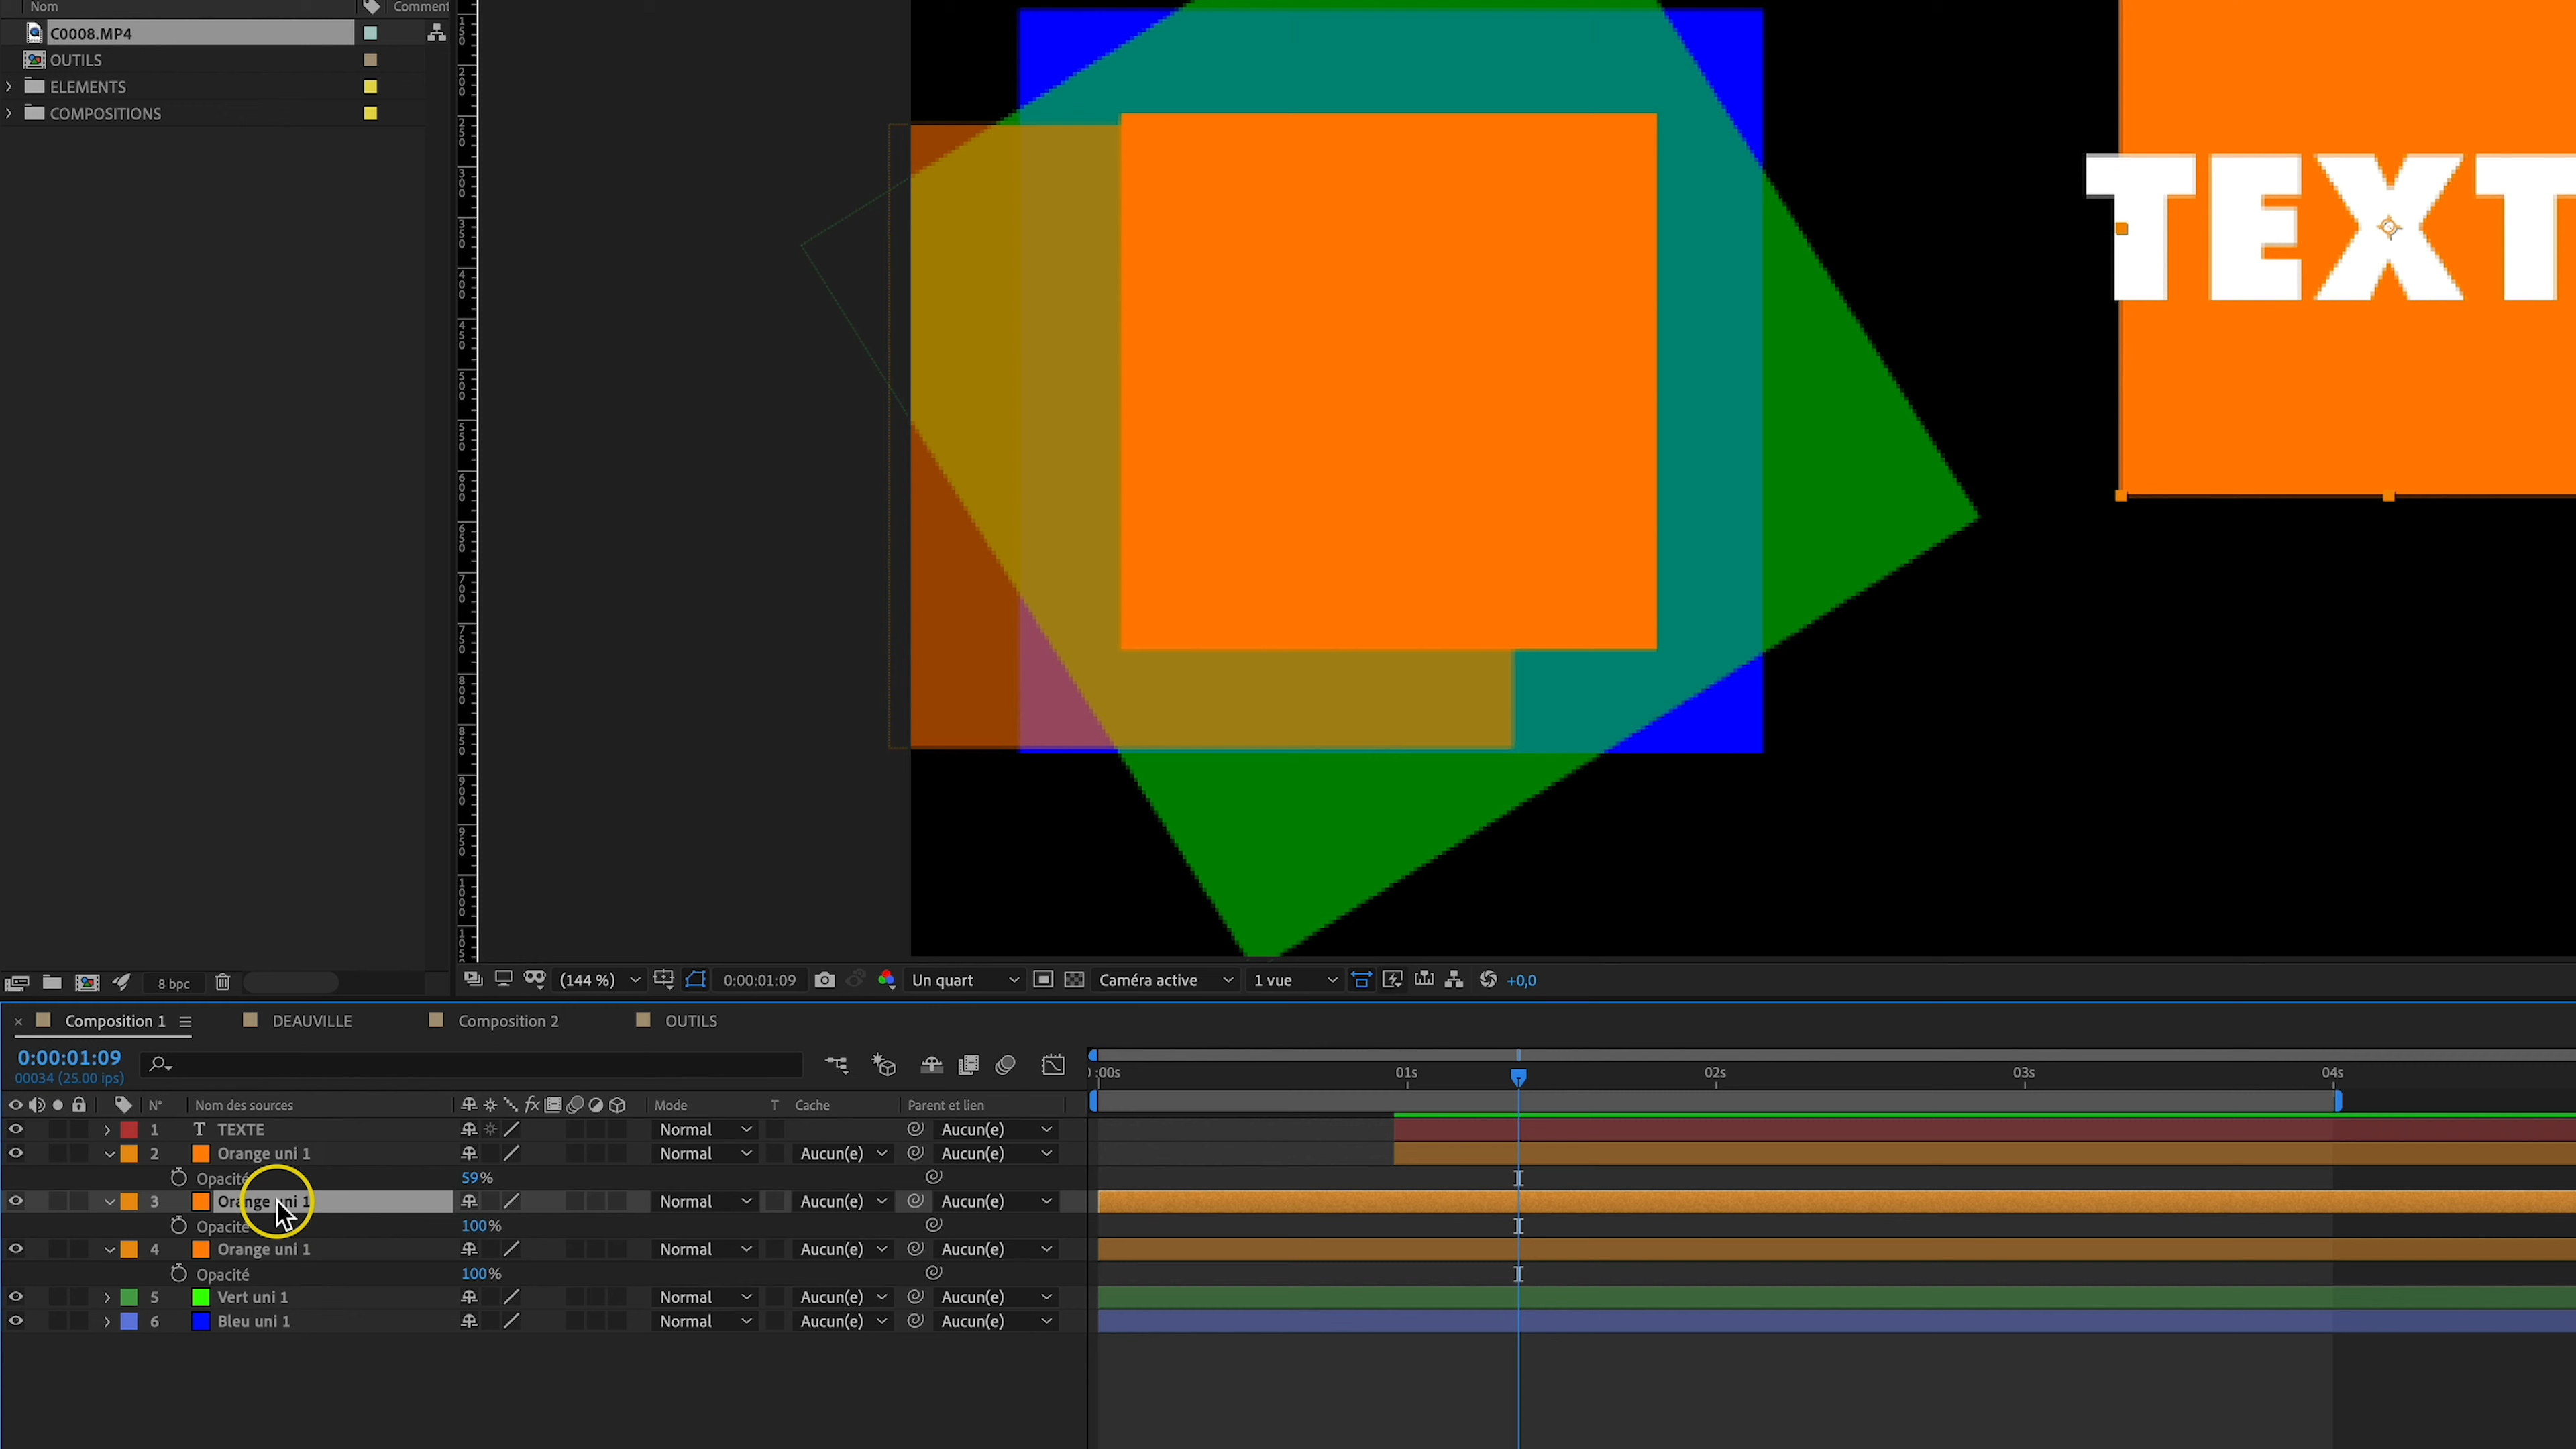 Nom Comment
C0008.MP4
OUTILS
ELEMENTS
COMPOSITIONS
TEXT
8 bpc
(144 %) 0:00:01:09 Un quart Caméra active 1 vue +0,0
Composition 1 DEAUVILLE Composition 2 OUTILS
0:00:01:09
00034 (25.00 ips)
:00s 01s 02s 03s 04s
N° Nom des sources fx Mode T Cache Parent et lien
1 T TEXTE Normal Aucun(e)
2 Orange uni 1 Normal Aucun(e) Aucun(e)
Opacité 59%
3 Orange uni 1 Normal Aucun(e) Aucun(e)
Opacité 100%
4 Orange uni 1 Normal Aucun(e) Aucun(e)
Opacité 100%
5 Vert uni 1 Normal Aucun(e) Aucun(e)
6 Bleu uni 1 Normal Aucun(e) Aucun(e)